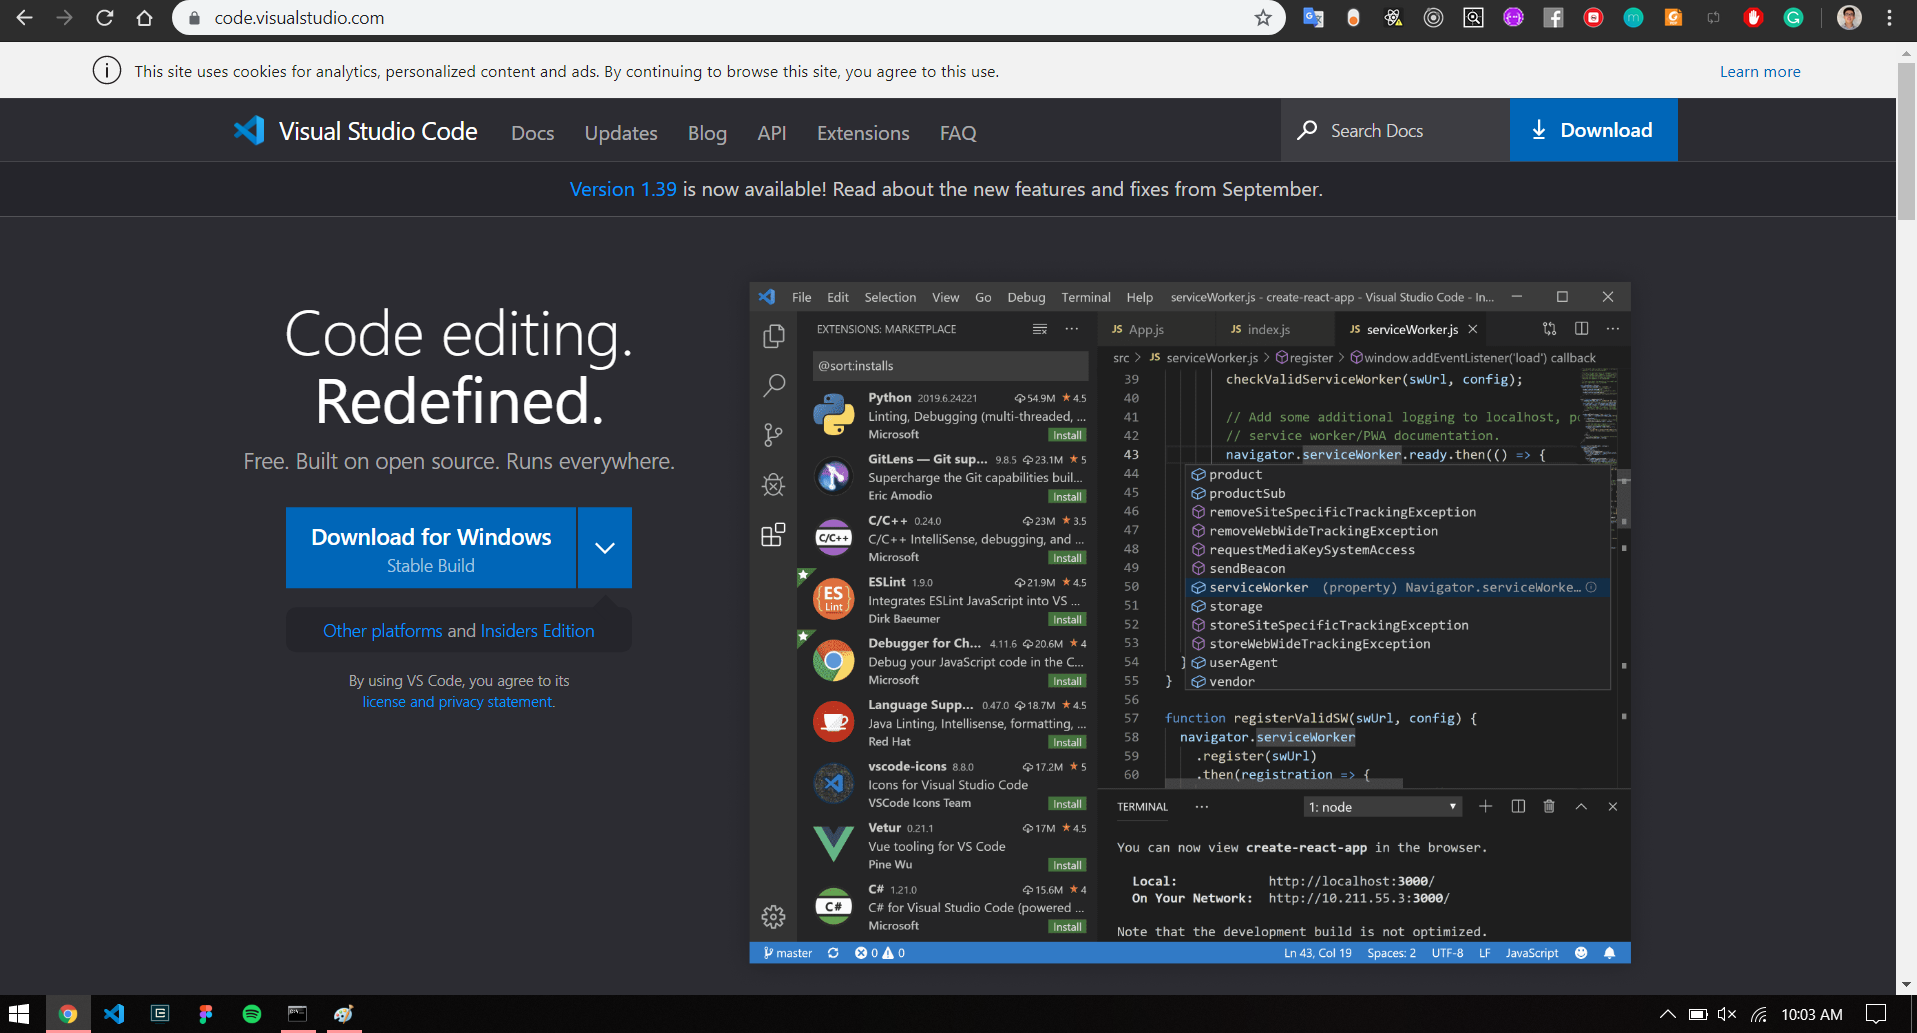 code.visualstudio.com
This site uses cookies for analytics, personalized content and ads. By continuing to browse this site, you agree to this use.
Learn more
Visual Studio Code
Docs
Updates
Blog
API
Extensions
FAQ
Search Docs
Download
Version 1.39 is now available! Read about the new features and fixes from September.
Code editing.
Redefined.
Free. Built on open source. Runs everywhere.
Download for Windows
Stable Build
Other platforms and Insiders Edition
By using VS Code, you agree to its
license and privacy statement.
File Edit Selection View Go Debug Terminal Help serviceWorker.js - create-react-app - Visual Studio Code - In...
EXTENSIONS: MARKETPLACE
@sort:installs
Python 2019.6.24221 54.9M ★4.5
Linting, Debugging (multi-threaded, ...
Microsoft Install
GitLens — Git sup... 9.8.5 23.1M ★5
Supercharge the Git capabilities buil...
Eric Amodio Install
C/C++ 0.24.0 23M ★3.5
C/C++ IntelliSense, debugging, and ...
C/C++
Microsoft Install
ESLint 1.9.0 21.9M ★4.5
ES
Lint
Integrates ESLint JavaScript into VS ...
Dirk Baeumer Install
Debugger for Ch... 4.11.6 20.6M ★4
Debug your JavaScript code in the C...
Microsoft Install
Language Supp... 0.47.0 18.7M ★4.5
Java Linting, Intellisense, formatting, ...
Red Hat Install
vscode-icons 8.8.0 17.2M ★5
Icons for Visual Studio Code
VSCode Icons Team Install
Vetur 0.21.1 17M ★4.5
Vue tooling for VS Code
Pine Wu Install
C# 1.21.0 15.6M ★4
C# for Visual Studio Code (powered ...
C#
Microsoft Install
JS App.js
JS index.js
JS serviceWorker.js
src > JS serviceWorker.js > register > window.addEventListener('load') callback
39 checkValidServiceWorker(swUrl, config);
40
41 // Add some additional logging to localhost, po
42 // service worker/PWA documentation.
43 navigator.serviceWorker.ready.then(() => {
44 product
45 productSub
46 removeSiteSpecificTrackingException
47 removeWebWideTrackingException
48 requestMediaKeySystemAccess
49 sendBeacon
50 serviceWorker (property) Navigator.serviceWorke...
51 storage
52 storeSiteSpecificTrackingException
53 storeWebWideTrackingException
54 } userAgent
55 } vendor
56
57 function registerValidSW(swUrl, config) {
58 navigator.serviceWorker
59 .register(swUrl)
60 .then(registration => {
TERMINAL ... 1: node
You can now view create-react-app in the browser.
Local: http://localhost:3000/
On Your Network: http://10.211.55.3:3000/
Note that the development build is not optimized.
master 0 0
Ln 43, Col 19 Spaces: 2 UTF-8 LF JavaScript
10:03 AM